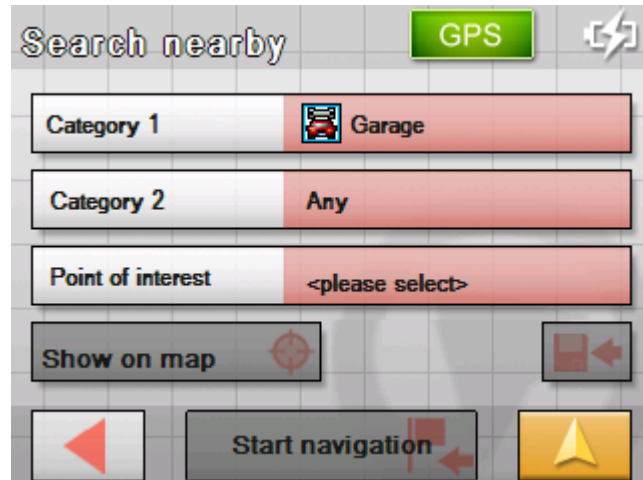 Search nearby
GPS
Category 1
Garage
Category 2
Any
Point of interest
<please select>
Show on map
Start navigation